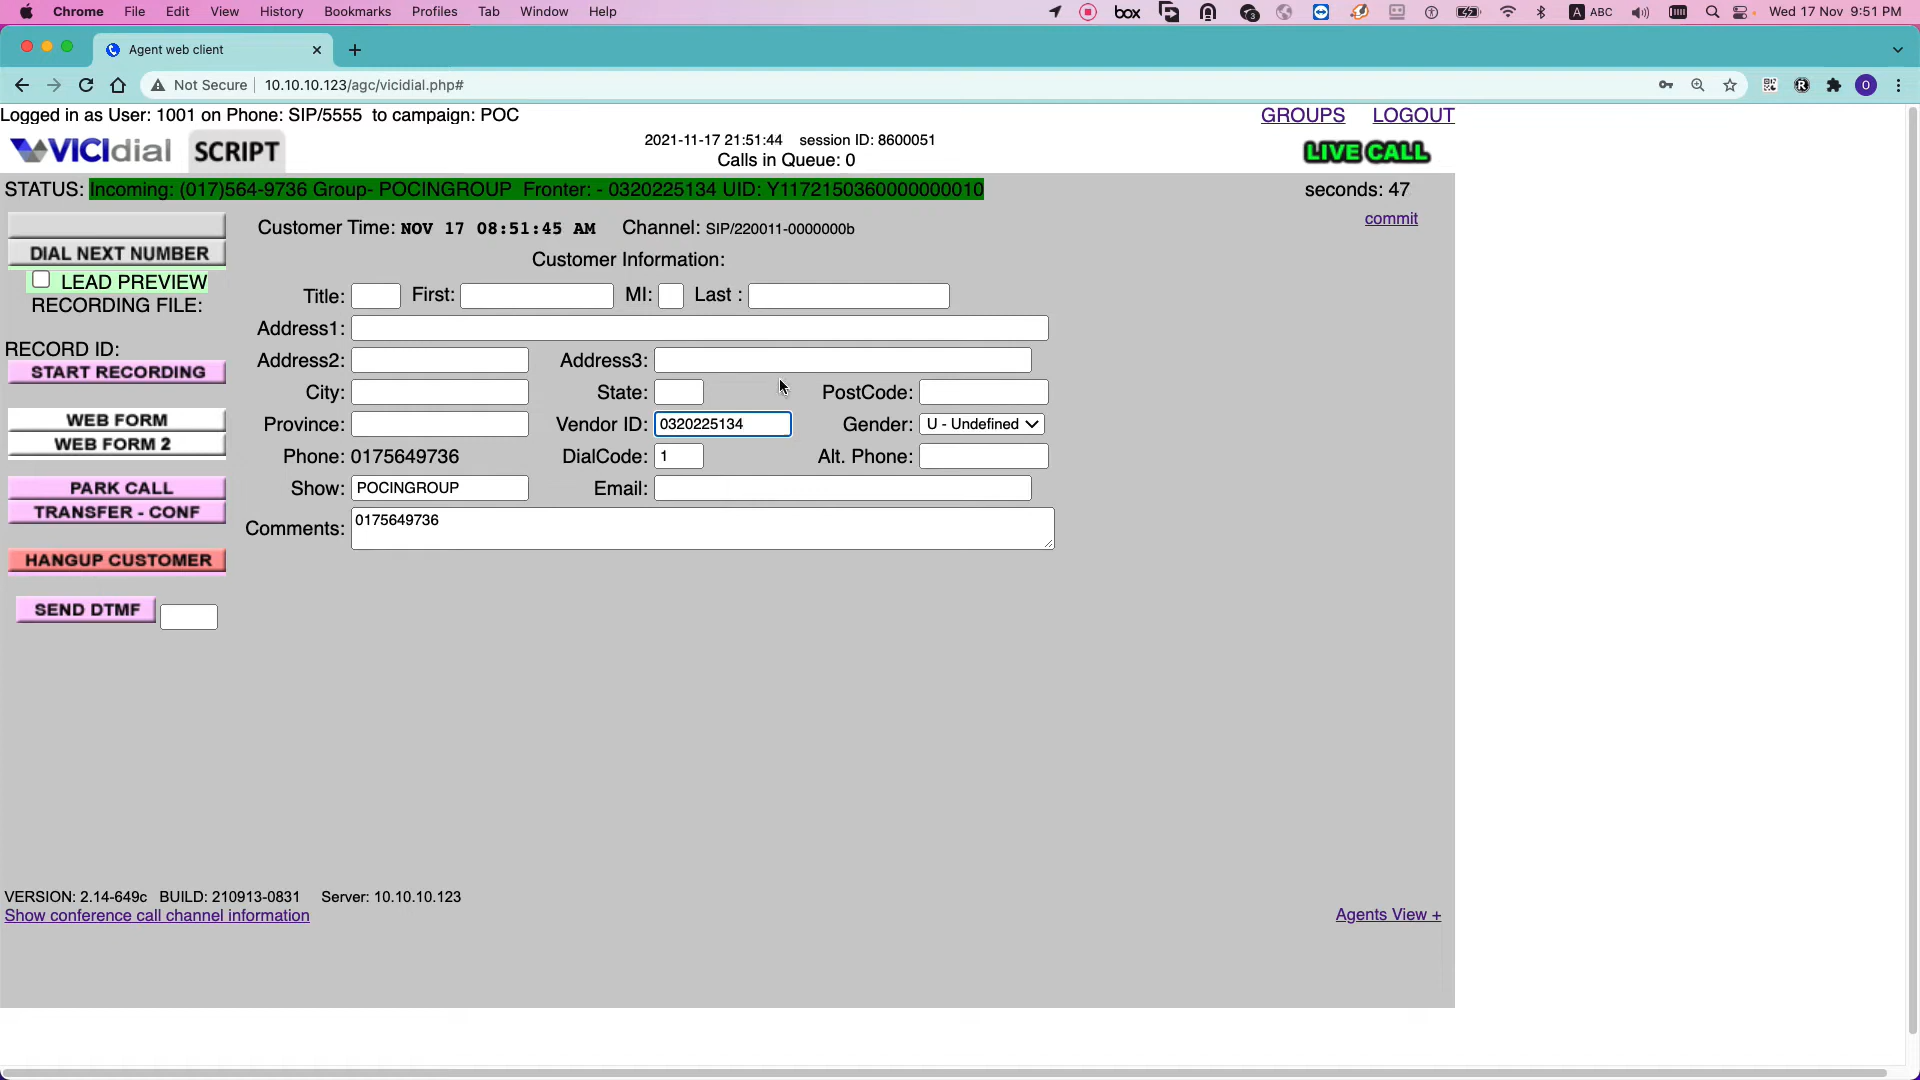 Chrome File Edit View History Bookmarks Profiles Tab Window Help box 3 A ABC Wed 17 Nov 9:51 PM
Agent web client
Not Secure 10.10.10.123/agc/vicidial.php# O
Logged in as User: 1001 on Phone: SIP/5555 to campaign: POC GROUPS LOGOUT
VICIdial SCRIPT 2021-11-17 21:51:44 session ID: 8600051 LIVE CALL
Calls in Queue: 0
STATUS: Incoming: (017)564-9736 Group- POCINGROUP Fronter: - 0320225134 UID: Y1172150360000000010 seconds: 47
commit
Customer Time: NOV 17 08:51:45 AM Channel: SIP/220011-0000000b
DIAL NEXT NUMBER
Customer Information:
LEAD PREVIEW
Title: First: MI: Last :
RECORDING FILE:
Address1:
RECORD ID:
Address2: Address3:
START RECORDING
City: State: PostCode:
WEB FORM
Province: Vendor ID: 0320225134 Gender: U - Undefined
WEB FORM 2
Phone: 0175649736 DialCode: 1 Alt. Phone:
PARK CALL
Show: POCINGROUP Email:
TRANSFER - CONF
Comments: 0175649736
HANGUP CUSTOMER
SEND DTMF
VERSION: 2.14-649c BUILD: 210913-0831 Server: 10.10.10.123
Show conference call channel information Agents View +